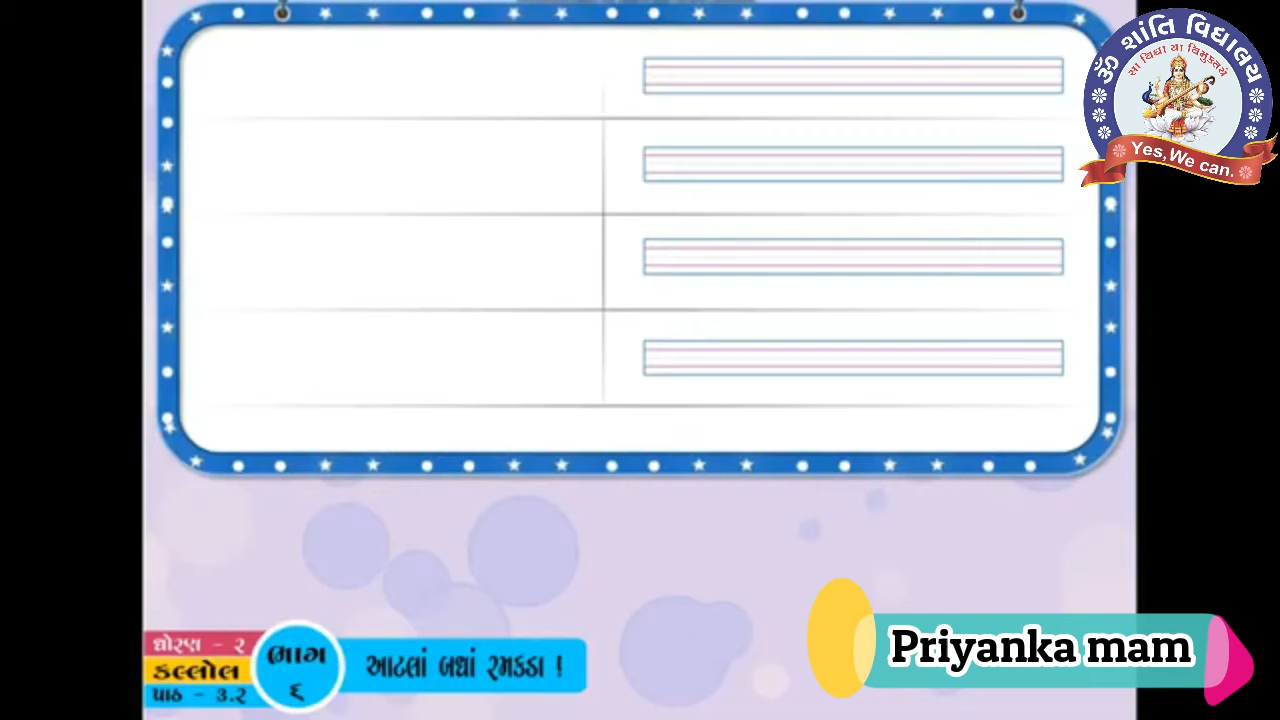 ૐ શાંતિ વિદ્યાલય
સા વિદ્યા યા વિમુક્તયે
Yes, We can.
ધોરણ - ૨
કલ્લોલ
પાઠ - ૩.૨
ભાગ
૬
આટલાં બધાં રમકડા !
Priyanka mam